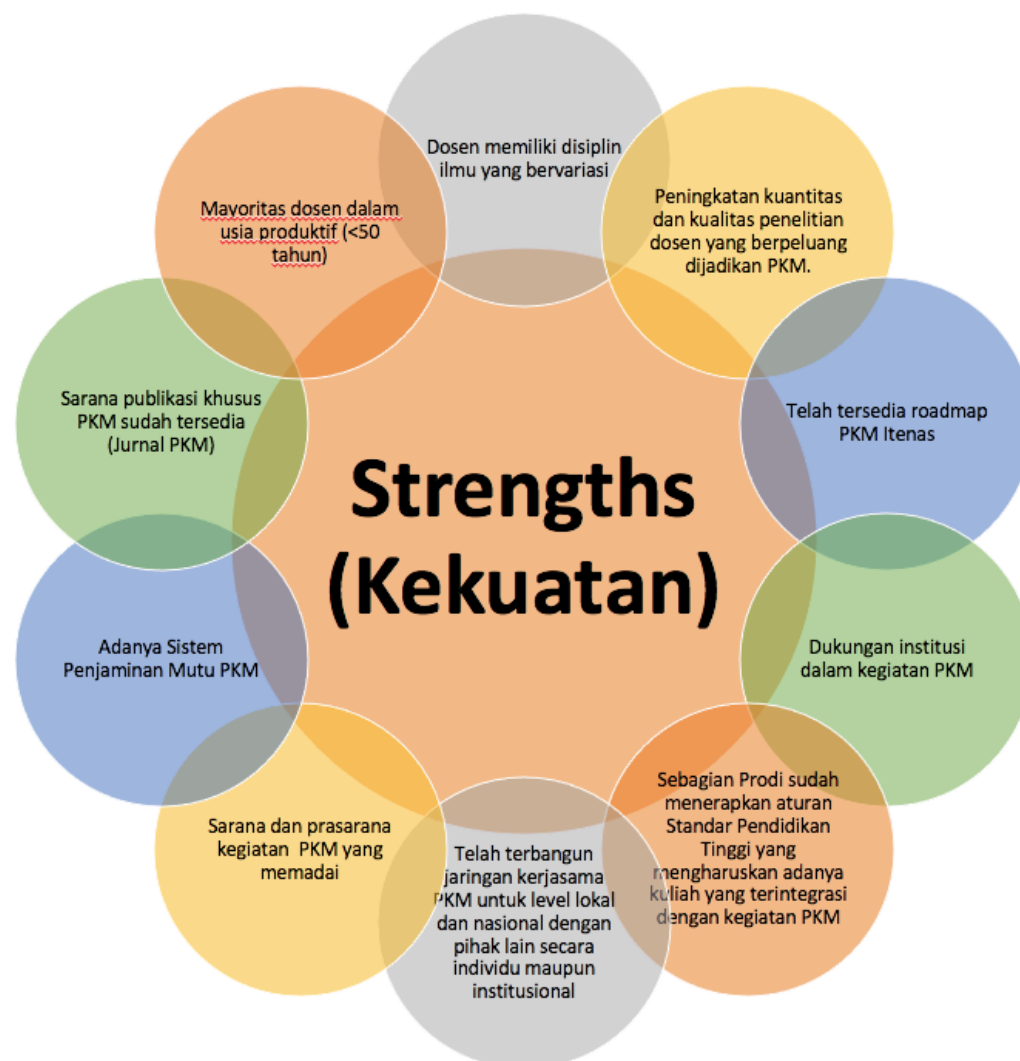 Dosen memiliki disiplin
ilmu yang bervariasi
Peningkatan kuantitas
dan kualitas penelitian
dosen yang berpeluang
dijadikan PKM.
Telah tersedia roadmap
PKM Itenas
Dukungan institusi
dalam kegiatan PKM
Sebagian Prodi sudah
menerapkan aturan
Standar Pendidikan
Tinggi yang
mengharuskan adanya
kuliah yang terintegrasi
dengan kegiatan PKM
Telah terbangun
jaringan kerjasama
PKM untuk level lokal
dan nasional dengan
pihak lain secara
individu maupun
institusional
Sarana dan prasarana
kegiatan PKM yang
memadai
Adanya Sistem
Penjaminan Mutu PKM
Sarana publikasi khusus
PKM sudah tersedia
(Jurnal PKM)
Mayoritas dosen dalam
usia produktif (<50
tahun)
Strengths
(Kekuatan)